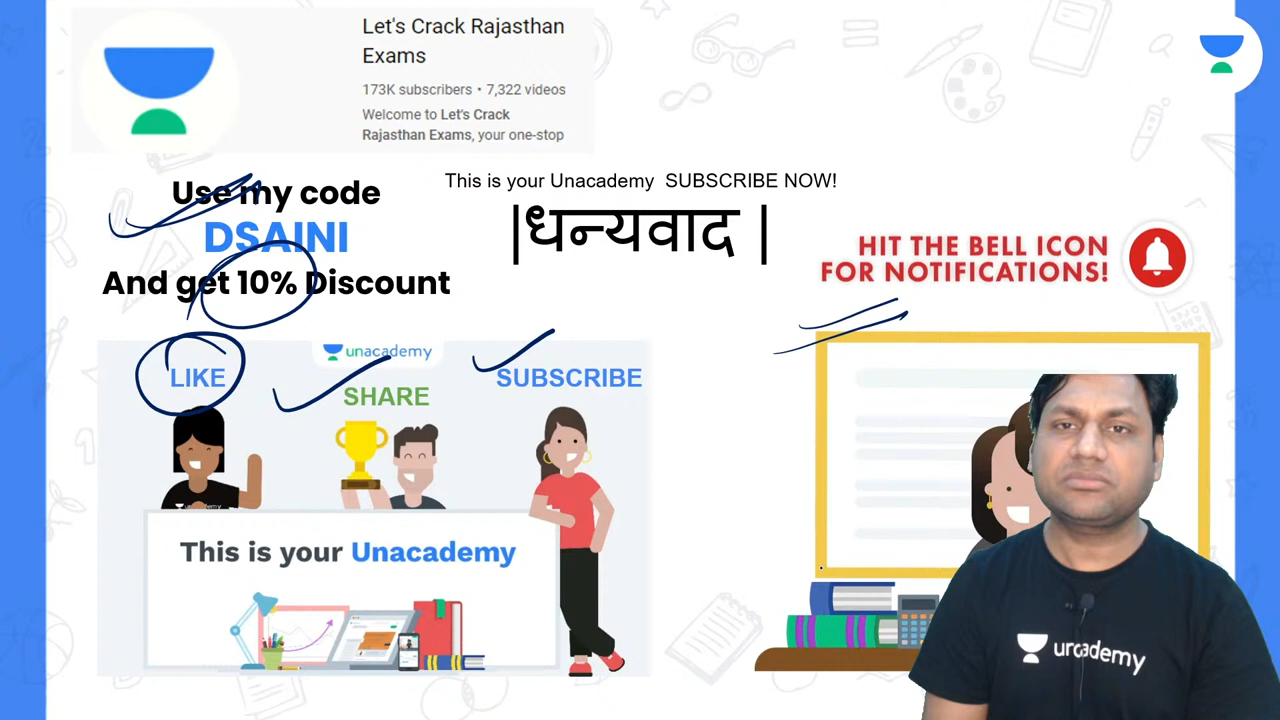 Let's Crack Rajasthan
Exams
173K subscribers • 7,322 videos
Welcome to Let's Crack
Rajasthan Exams, your one-stop
Use my code
DSAINI
And get 10% Discount
This is your Unacademy SUBSCRIBE NOW!
|धन्यवाद |
HIT THE BELL ICON
FOR NOTIFICATIONS!
unacademy
LIKE
SHARE
SUBSCRIBE
This is your Unacademy
unacademy